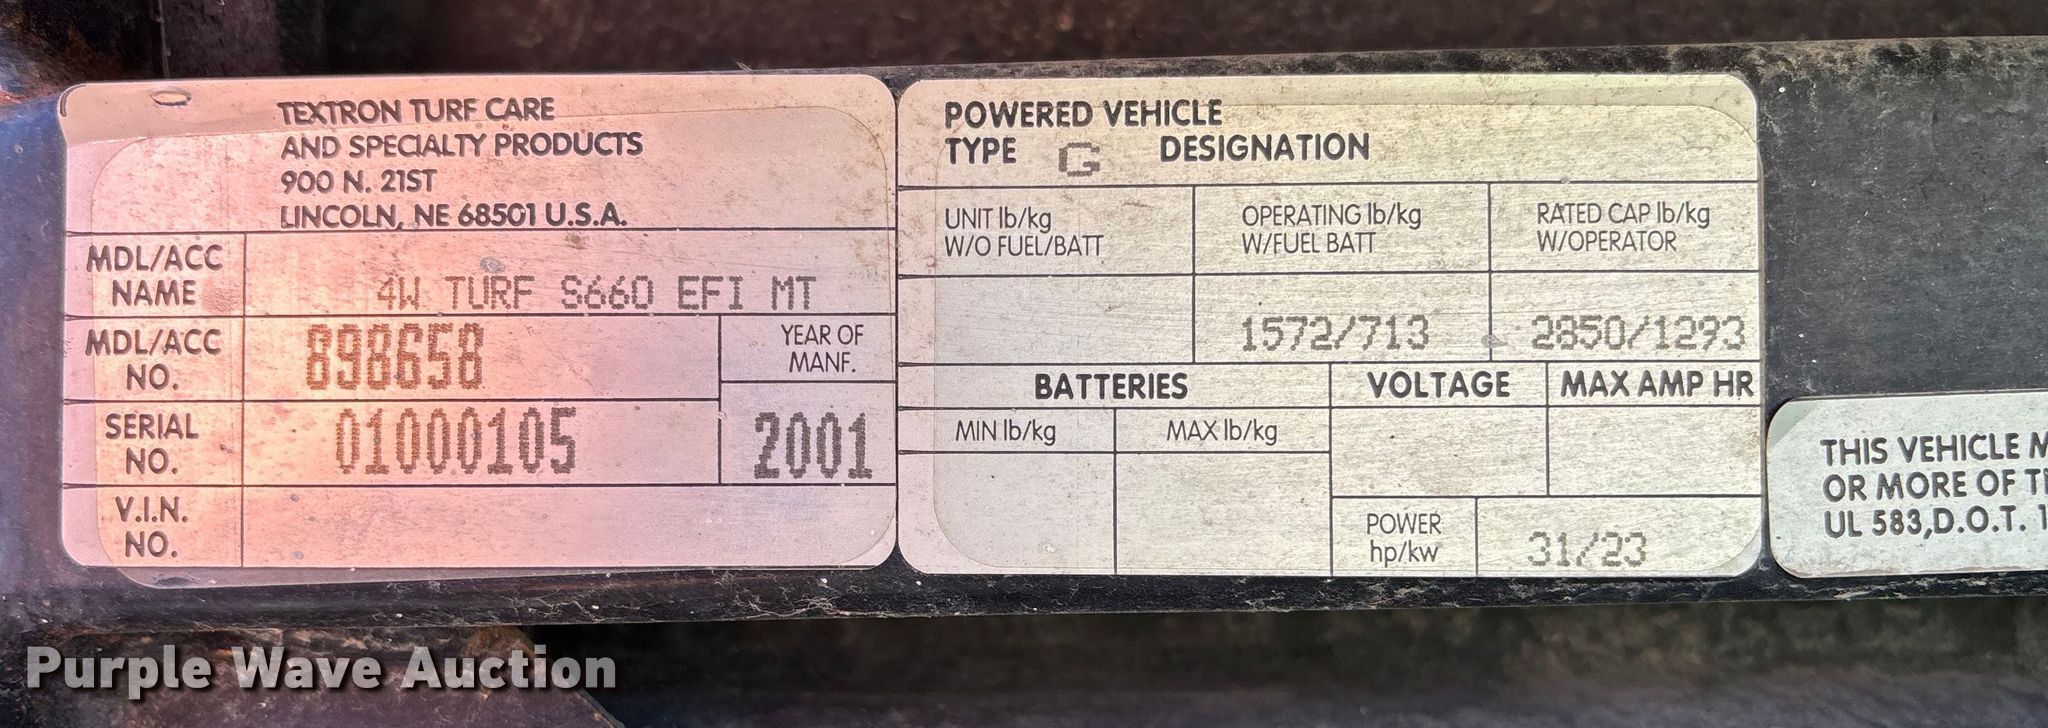 TEXTRON TURF CARE
AND SPECIALTY PRODUCTS
900 N. 21ST
LINCOLN, NE 68501 U.S.A.
MDL/ACC
NAME
4W TURF S660 EFI MT
MDL/ACC
NO.
898658
YEAR OF
MANF.
2001
SERIAL
NO.
01000105
V.I.N.
NO.
POWERED VEHICLE
TYPE G DESIGNATION
UNIT lb/kg
W/O FUEL/BATT
OPERATING lb/kg
W/FUEL BATT
1572/713
RATED CAP lb/kg
W/OPERATOR
2850/1293
BATTERIES
VOLTAGE
MAX AMP HR
MIN lb/kg
MAX lb/kg
POWER
hp/kw
31/23
THIS VEHICLE
OR MORE OF
UL 583, D.O.T.
Purple Wave Auction